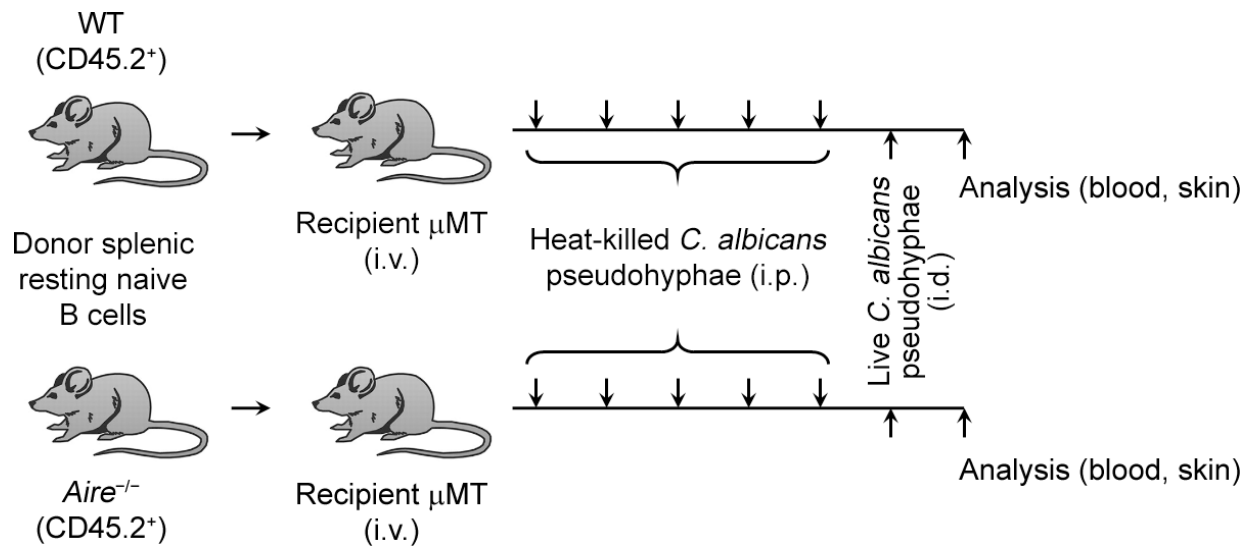 WT
(CD45.2⁺)
Donor splenic
resting naive
B cells
Aire⁻/⁻
(CD45.2⁺)
Recipient μMT
(i.v.)
Recipient μMT
(i.v.)
Heat-killed C. albicans
pseudohyphae (i.p.)
Live C. albicans
pseudohyphae
(i.d.)
Analysis (blood, skin)
Analysis (blood, skin)